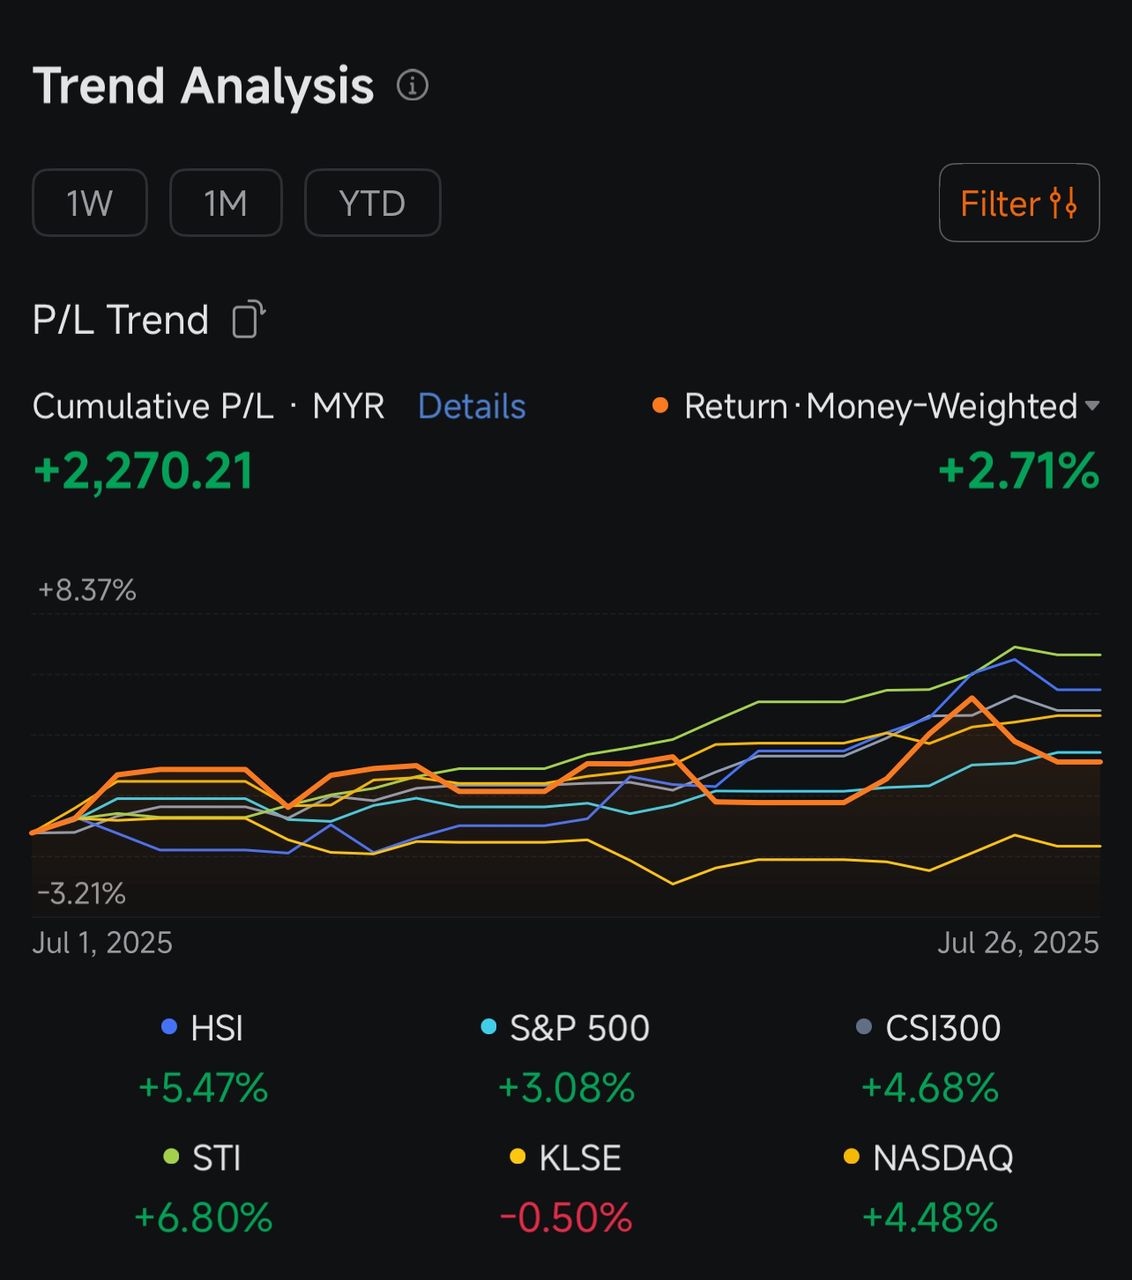 Trend Analysis
1W 1M YTD Filter
P/L Trend
Cumulative P/L · MYR Details Return·Money-Weighted
+2,270.21 +2.71%
+8.37%
-3.21%
Jul 1, 2025 Jul 26, 2025
HSI S&P 500 CSI300
+5.47% +3.08% +4.68%
STI KLSE NASDAQ
+6.80% -0.50% +4.48%